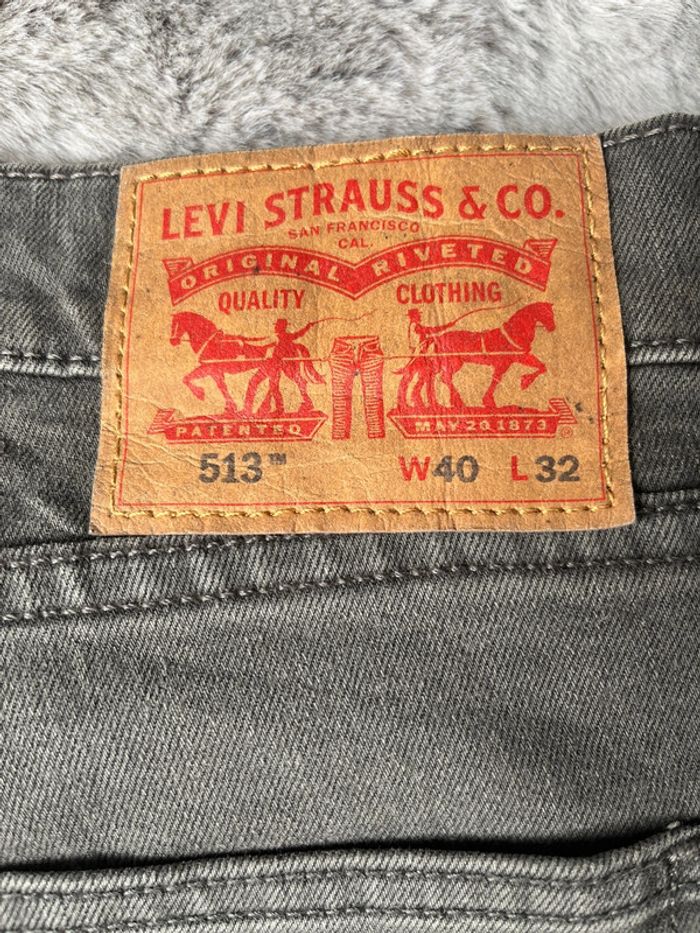 LEVI STRAUSS & CO.
SAN FRANCISCO
CAL.
ORIGINAL RIVETED
QUALITY CLOTHING
PATENTED MAY 20 1873 ®
513™ W40 L32